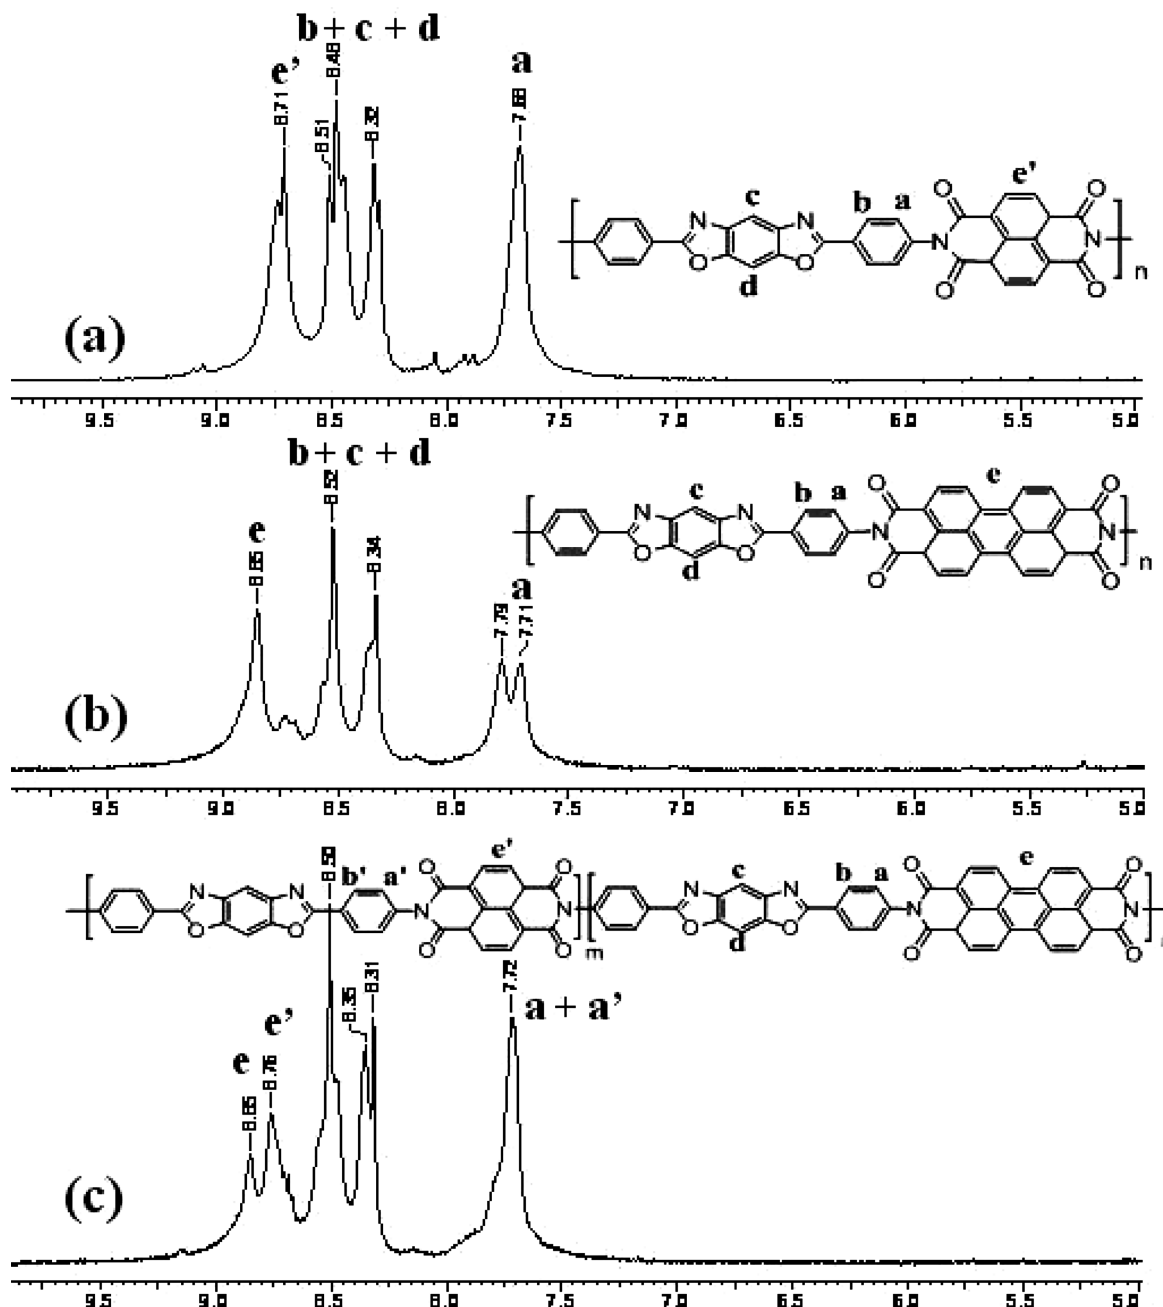 b + c + d
e’
a
8.71
8.51
8.48
8.32
7.68
e'
c
b a
N N O O
O O N N
O O
d
n
(a)
9.5 9.0 8.5 8.0 7.5 7.0 6.5 6.0 5.5 5.0
b + c + d
e
a
8.85
8.52
8.34
7.79
7.71
e
c
b a
N N O O
O O N N
O O
d
n
(b)
9.5 9.0 8.5 8.0 7.5 7.0 6.5 6.0 5.5 5.0
e' e
b' a' c b a
O O O O
N N N N
O O N N O O N N
O O d O O
m
8.50
8.35
8.31
7.72
a + a’
e’
e
8.85
8.76
(c)
9.5 9.0 8.5 8.0 7.5 7.0 6.5 6.0 5.5 5.0